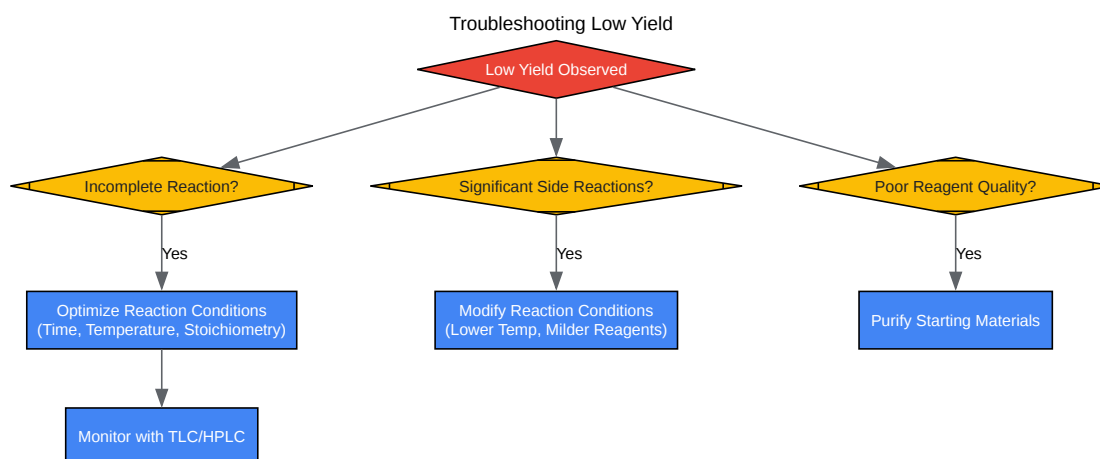 Troubleshooting Low Yield
Low Yield Observed
Incomplete Reaction?
Significant Side Reactions?
Poor Reagent Quality?
Yes
Yes
Yes
Optimize Reaction Conditions
(Time, Temperature, Stoichiometry)
Modify Reaction Conditions
(Lower Temp, Milder Reagents)
Purify Starting Materials
Monitor with TLC/HPLC